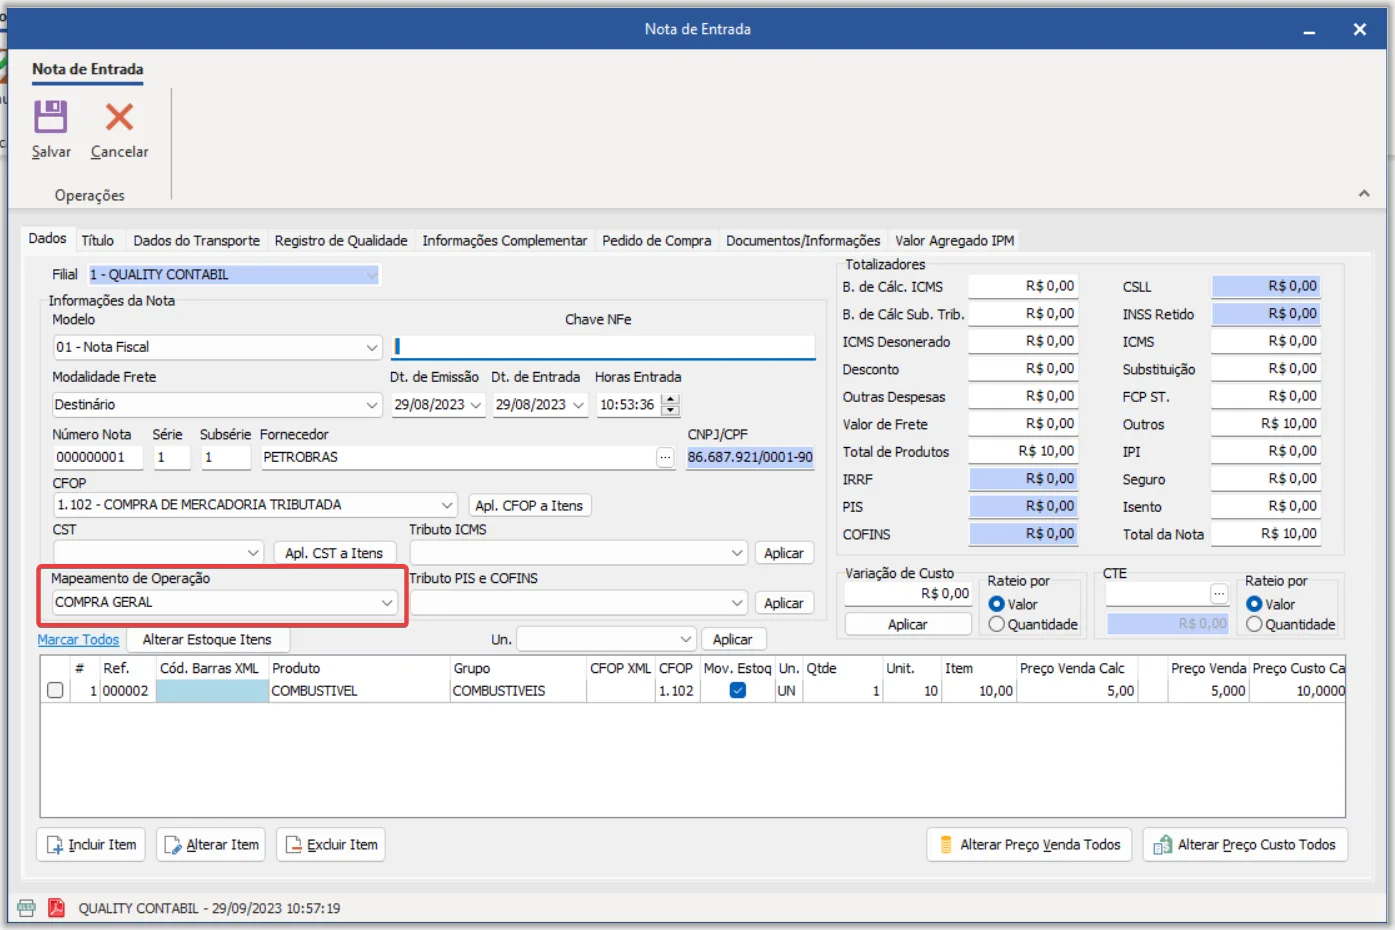 Nota de Entrada
Nota de Entrada
Salvar Cancelar
Operações
Dados Título Dados do Transporte Registro de Qualidade Informações Complementar Pedido de Compra Documentos/Informações Valor Agregado IPM
Filial 1 - QUALITY CONTABIL
Informações da Nota
Modelo Chave NFe
01 - Nota Fiscal
Modalidade Frete Dt. de Emissão Dt. de Entrada Horas Entrada
Destinário 29/08/2023 29/08/2023 10:53:36
Número Nota Série Subsérie Fornecedor CNPJ/CPF
000000001 1 1 PETROBRAS ... 86.687.921/0001-90
CFOP
1.102 - COMPRA DE MERCADORIA TRIBUTADA Apl. CFOP a Itens
CST Tributo ICMS
Apl. CST a Itens Aplicar
Mapeamento de Operação Tributo PIS e COFINS
COMPRA GERAL Aplicar
Marcar Todos Alterar Estoque Itens Un. Aplicar
Totalizadores
B. de Cálc. ICMS R$ 0,00 CSLL R$ 0,00
B. de Cálc Sub. Trib. R$ 0,00 INSS Retido R$ 0,00
ICMS Desonerado R$ 0,00 ICMS R$ 0,00
Desconto R$ 0,00 Substituição R$ 0,00
Outras Despesas R$ 0,00 FCP ST. R$ 0,00
Valor de Frete R$ 0,00 Outros R$ 10,00
Total de Produtos R$ 10,00 IPI R$ 0,00
IRRF R$ 0,00 Seguro R$ 0,00
PIS R$ 0,00 Isento R$ 0,00
COFINS R$ 0,00 Total da Nota R$ 10,00
Variação de Custo Rateio por CTE Rateio por
R$ 0,00 Valor ... Valor
Aplicar Quantidade R$ 0,00 Quantidade
# Ref. Cód. Barras XML Produto Grupo CFOP XML CFOP Mov. Estoq Un. Qtde Unit. Item Preço Venda Calc Preço Venda Preço Custo Ca
1 000002 COMBUSTIVEL COMBUSTIVEIS 1.102 UN 1 10 10,00 5,00 5,000 10,0000
Incluir Item Alterar Item Excluir Item Alterar Preço Venda Todos Alterar Preço Custo Todos
QUALITY CONTABIL - 29/09/2023 10:57:19